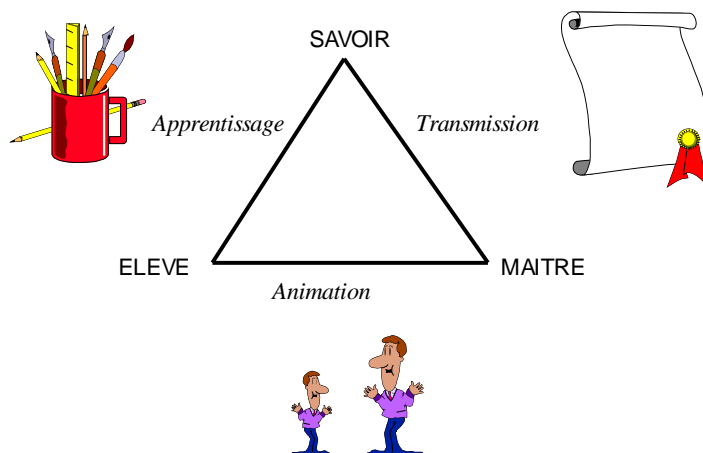 SAVOIR
Apprentissage
Transmission
ELEVE
MAITRE
Animation